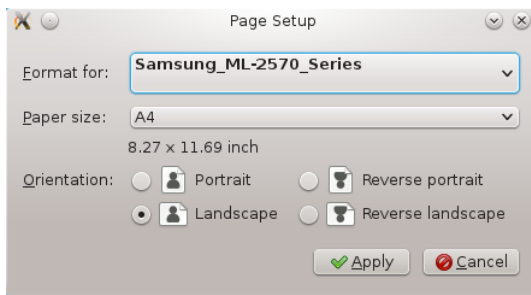 Page Setup
Format for: Samsung_ML-2570_Series
Paper size: A4
8.27 x 11.69 inch
Orientation: Portrait Reverse portrait
Landscape Reverse landscape
Apply Cancel